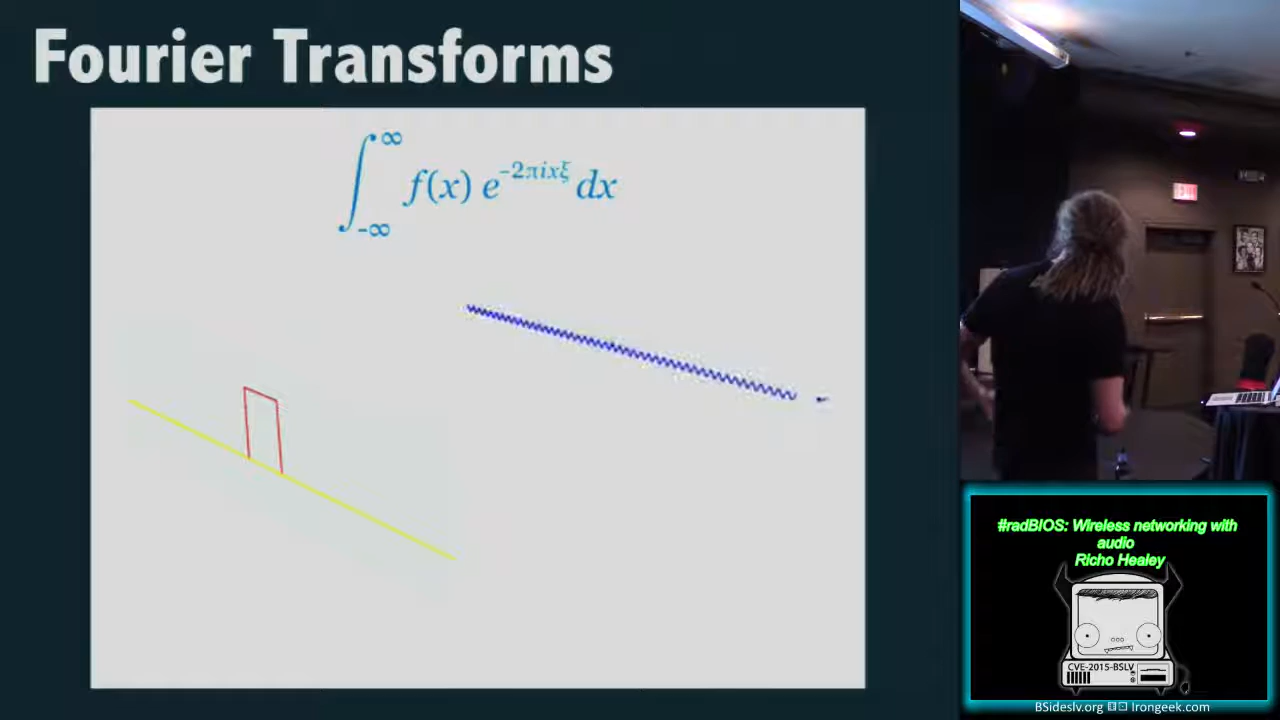 Fourier Transforms
∫_{-∞}^{∞} f(x) e^{-2πixξ} dx
#radBIOS: Wireless networking with
audio
Richo Healey
CVE-2015-BSLV
BSideslv.org Irongeek.com